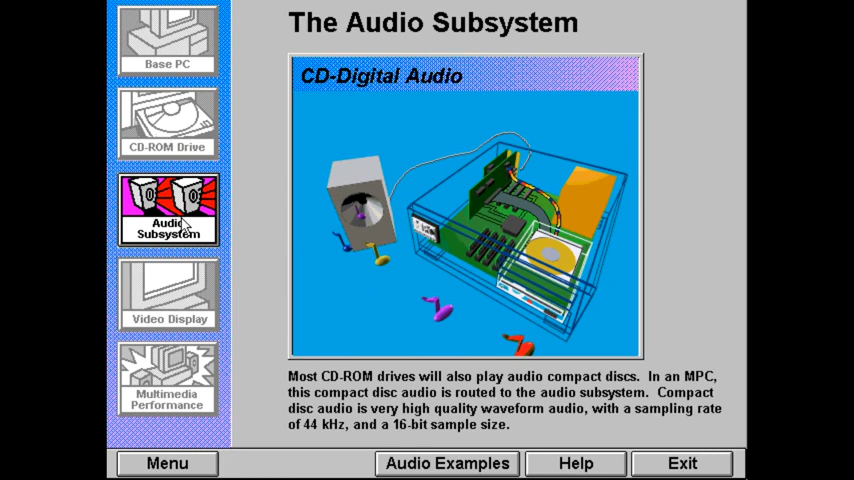 The Audio Subsystem
Base PC
CD-Digital Audio
CD-ROM Drive
Audio
Subsystem
Video Display
Multimedia
Performance
Most CD-ROM drives will also play audio compact discs. In an MPC,
this compact disc audio is routed to the audio subsystem. Compact
disc audio is very high quality waveform audio, with a sampling rate
of 44 kHz, and a 16-bit sample size.
Menu
Audio Examples
Help
Exit